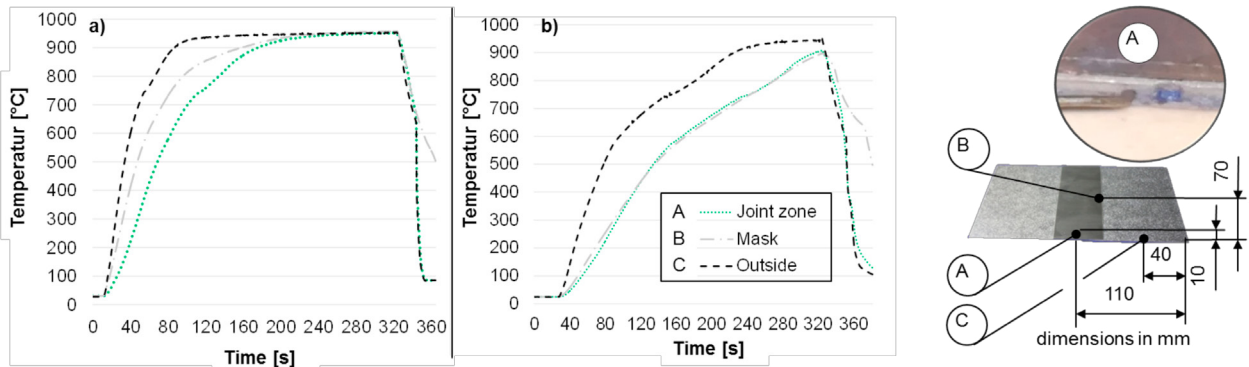 a)
Temperatur [°C]
1000
900
800
700
600
500
400
300
200
100
0
0 40 80 120 160 200 240 280 320 360
Time [s]
b)
Temperatur [°C]
1000
900
800
700
600
500
400
300
200
100
0
0 40 80 120 160 200 240 280 320 360
Time [s]
A Joint zone
B Mask
C Outside
A
B
A
C
70
10
40
110
dimensions in mm